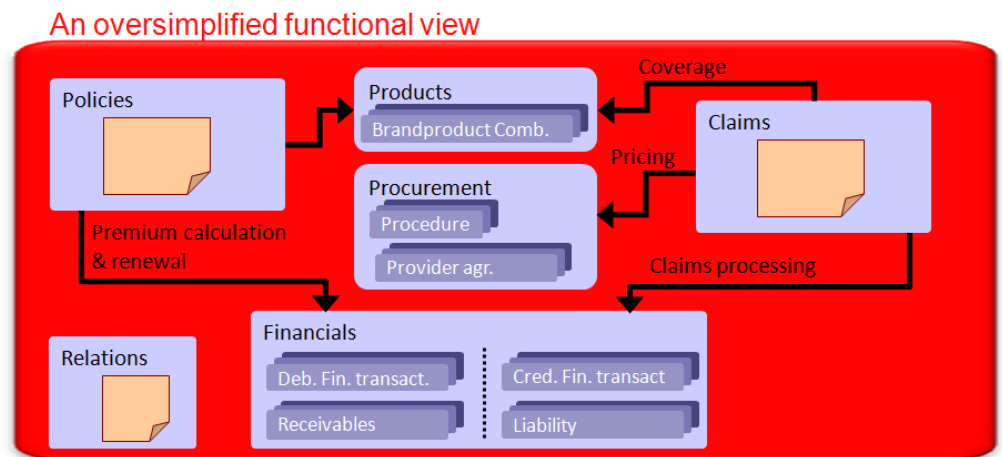 An oversimplified functional view
Policies
Products
Brandproduct Comb.
Coverage
Claims
Pricing
Procurement
Procedure
Provider agr.
Premium calculation
& renewal
Claims processing
Financials
Deb. Fin. transact.
Cred. Fin. transact
Receivables
Liability
Relations